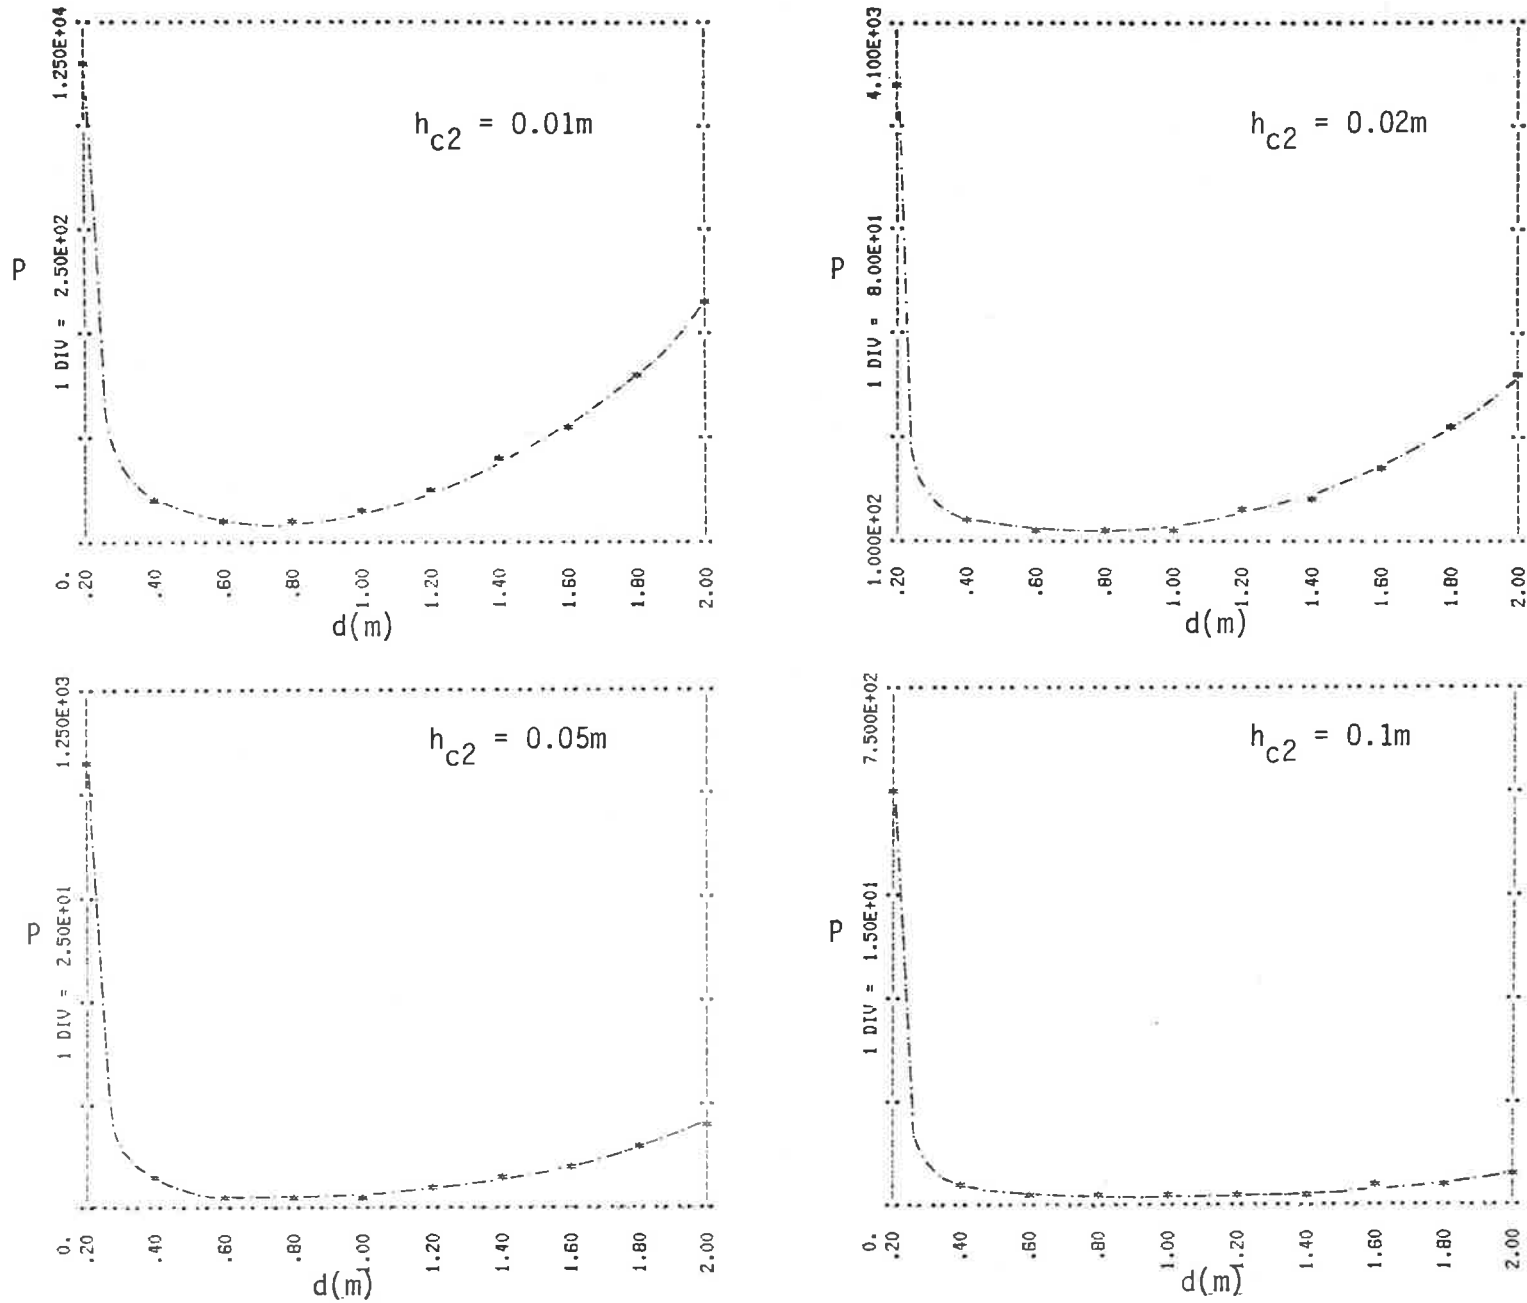 1.250E+04
1 DIV = 2.50E+02
0.
P
h_c2 = 0.01m
.20 .40 .60 .80 1.00 1.20 1.40 1.60 1.80 2.00
d(m)
4.100E+03
1 DIV = 8.00E+01
1.000E+02
P
h_c2 = 0.02m
.20 .40 .60 .80 1.00 1.20 1.40 1.60 1.80 2.00
d(m)
1.250E+03
1 DIV = 2.50E+01
0.
P
h_c2 = 0.05m
.20 .40 .60 .80 1.00 1.20 1.40 1.60 1.80 2.00
d(m)
7.500E+02
1 DIV = 1.50E+01
0.
P
h_c2 = 0.1m
.20 .40 .60 .80 1.00 1.20 1.40 1.60 1.80 2.00
d(m)